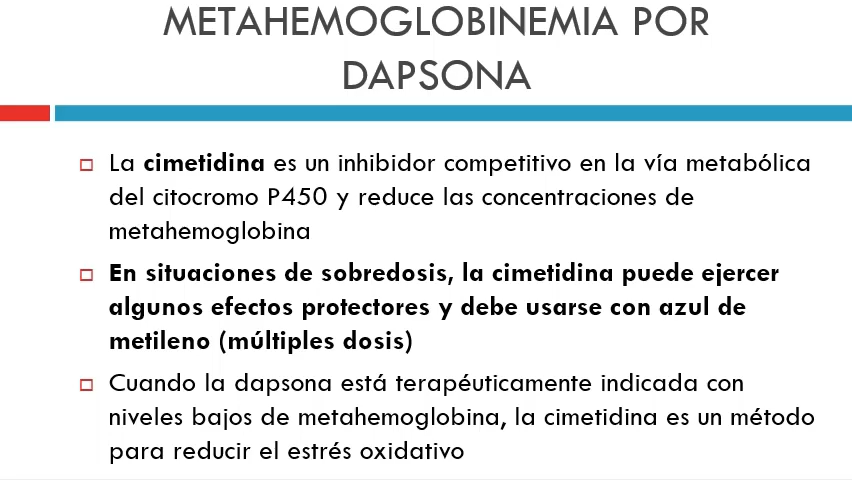 METAHEMOGLOBINEMIA POR
DAPSONA
La cimetidina es un inhibidor competitivo en la vía metabólica
del citocromo P450 y reduce las concentraciones de
metahemoglobina
En situaciones de sobredosis, la cimetidina puede ejercer
algunos efectos protectores y debe usarse con azul de
metileno (múltiples dosis)
Cuando la dapsona está terapéuticamente indicada con
niveles bajos de metahemoglobina, la cimetidina es un método
para reducir el estrés oxidativo